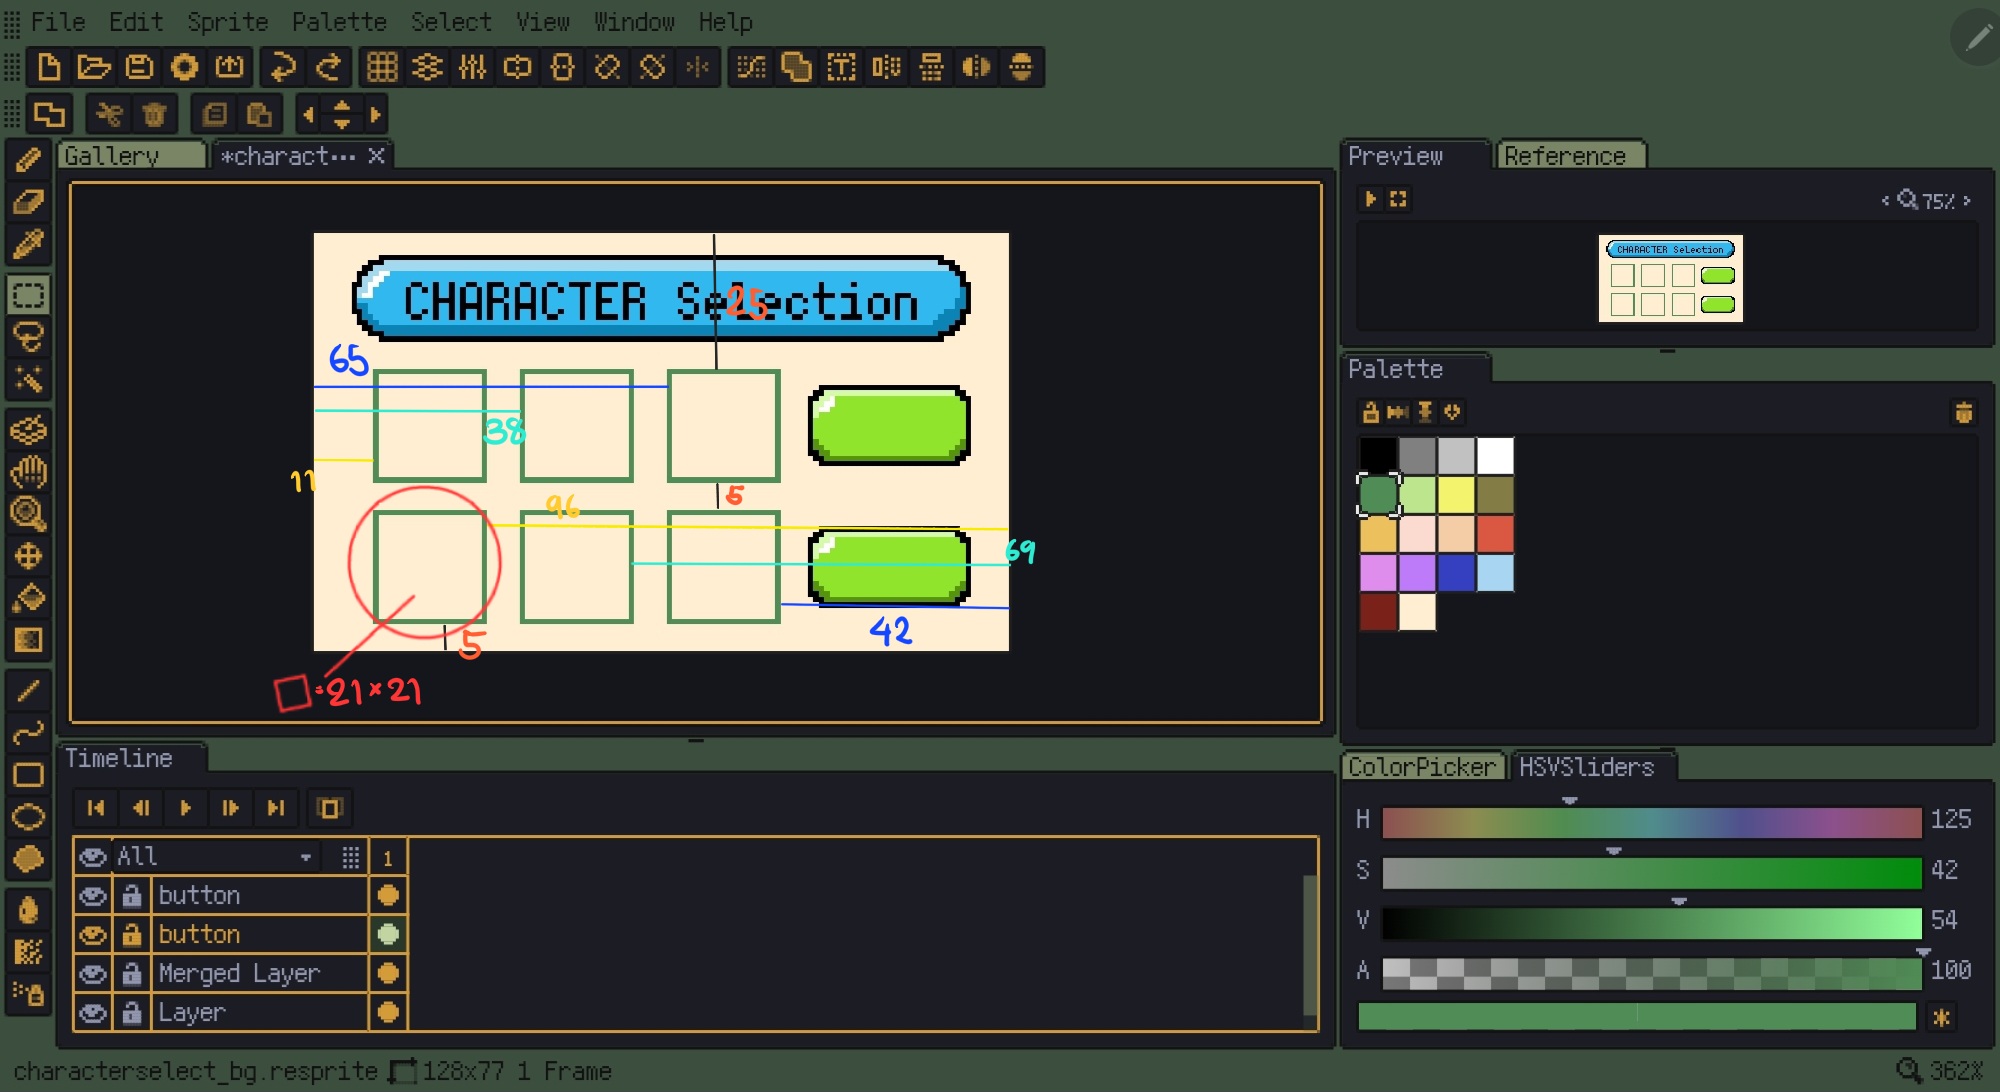 File Edit Sprite Palette Select View Window Help
Gallery *charact··· ×
Preview Reference
75%
CHARACTER Selection
CHARACTER Selection
25
65
38
11
96
5
69
42
5
=21×21
Palette
Timeline
All 1
button
button
Merged Layer
Layer
ColorPicker HSVSliders
H 125
S 42
V 54
A 100
characterselect_bg.resprite 128x77 1 Frame 362%